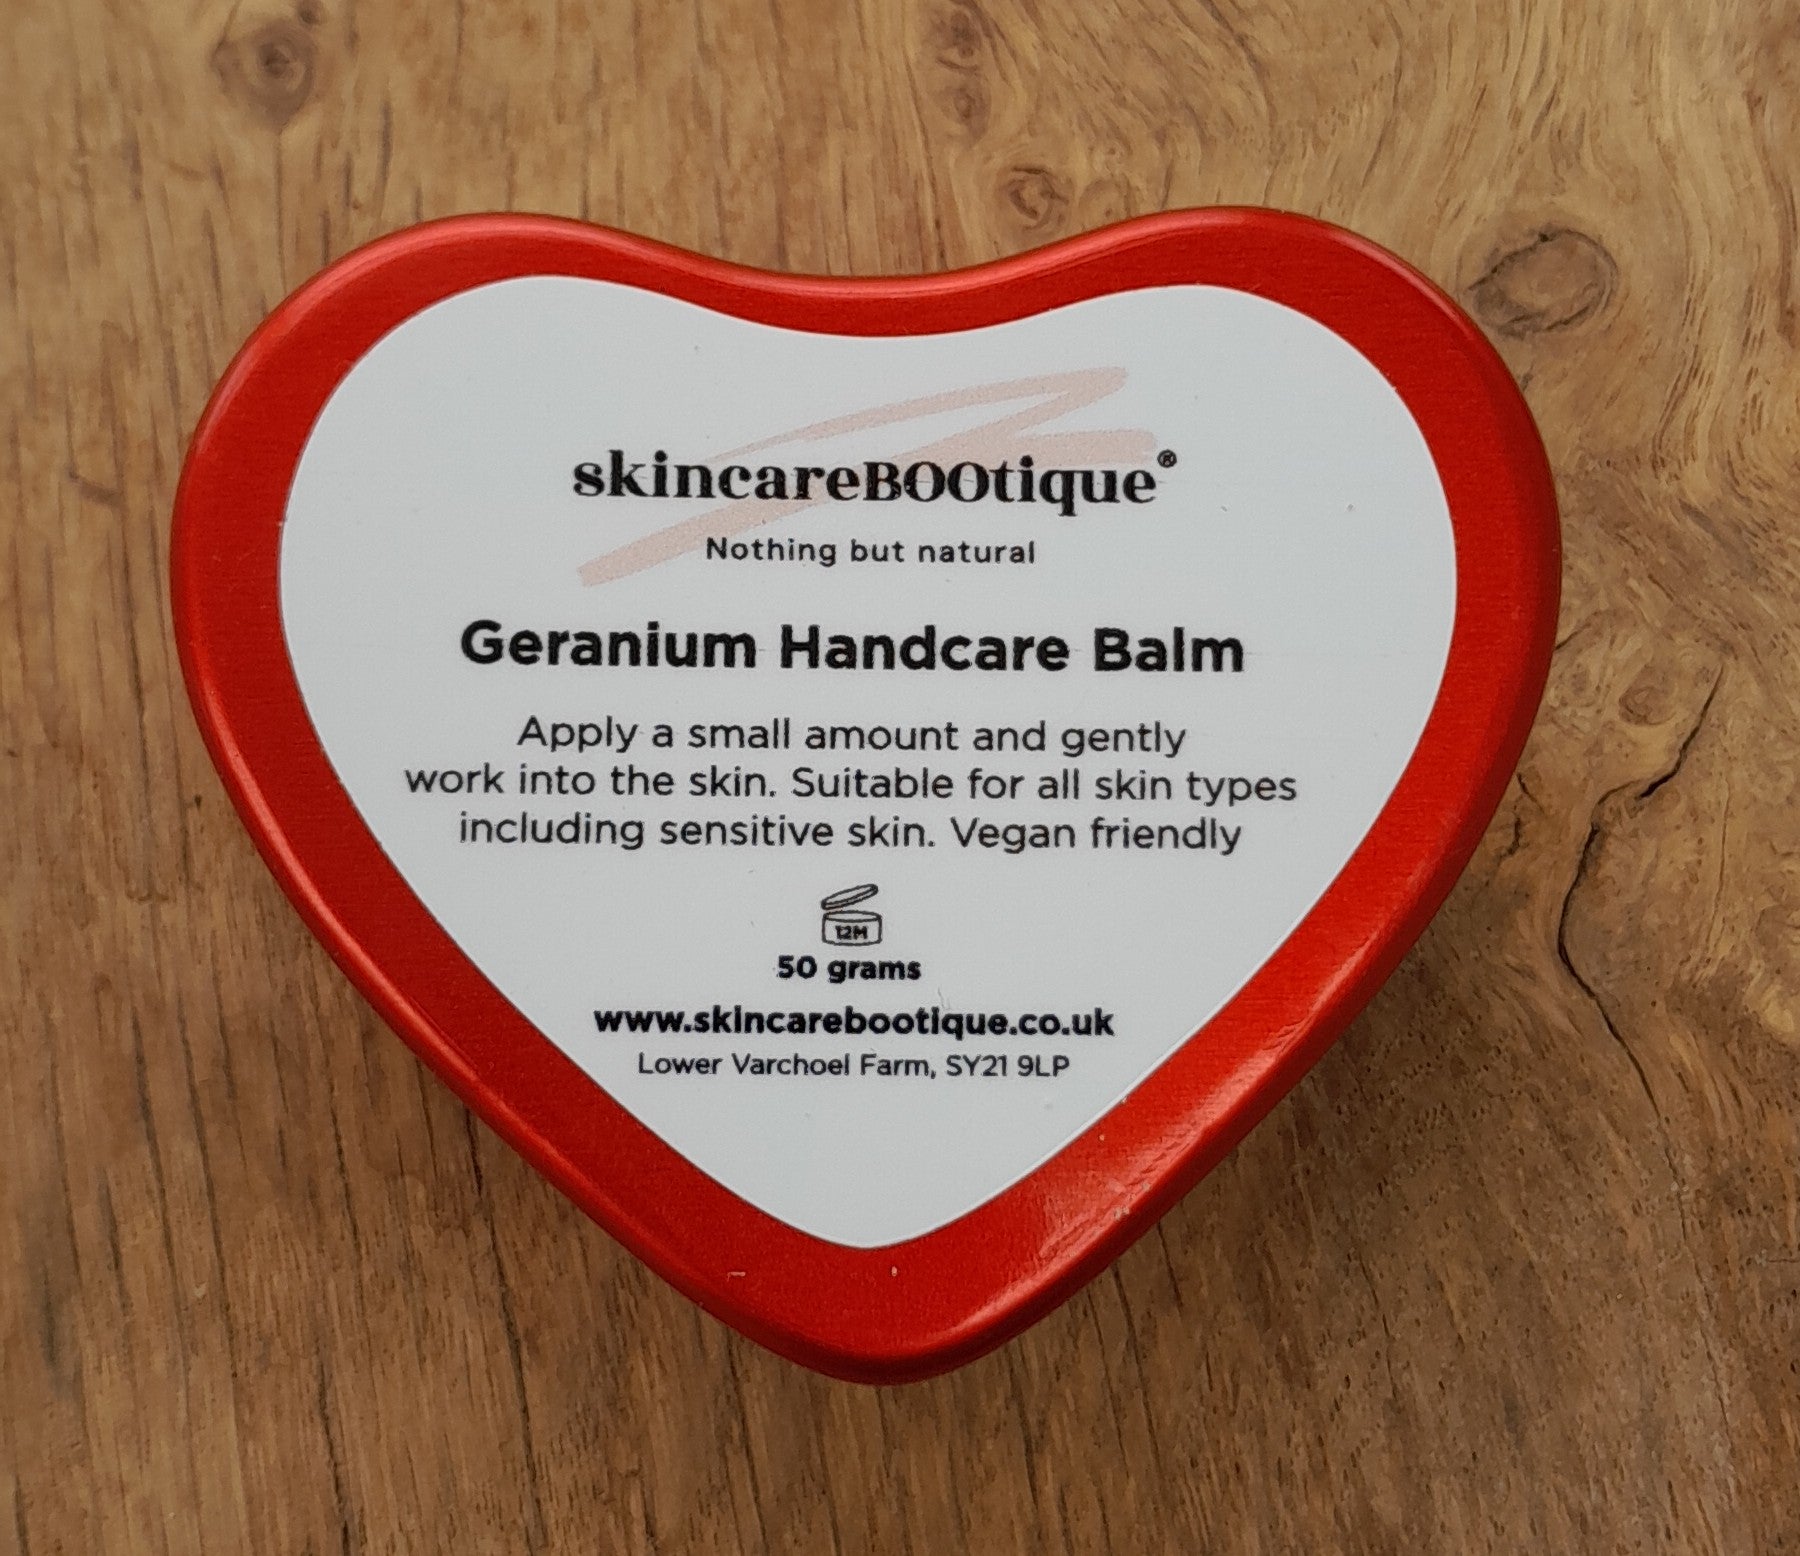 skincareBOOtique®
Nothing but natural
Geranium Handcare Balm
Apply a small amount and gently
work into the skin. Suitable for all skin types
including sensitive skin. Vegan friendly
12M
50 grams
www.skincarebootique.co.uk
Lower Varchoel Farm, SY21 9LP